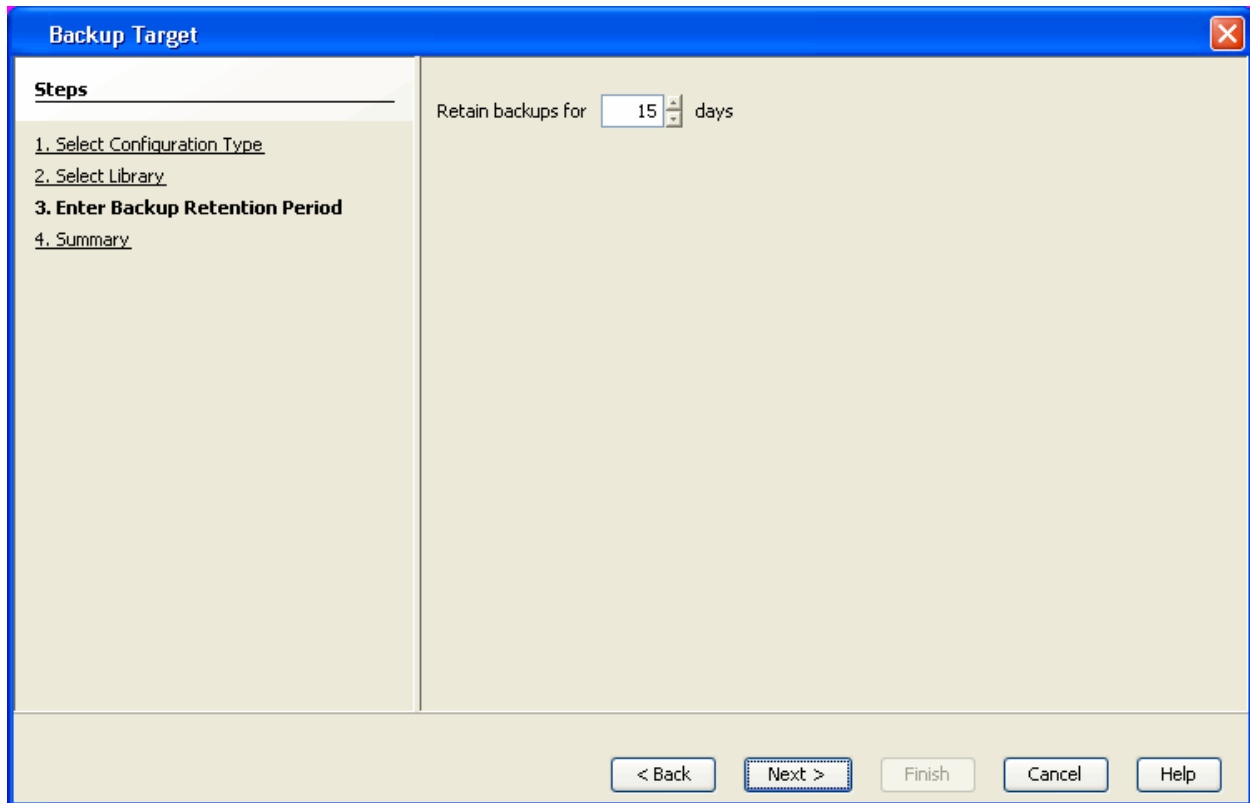 Backup Target
Steps
1. Select Configuration Type
2. Select Library
3. Enter Backup Retention Period
4. Summary
Retain backups for 15 days
< Back Next > Finish Cancel Help